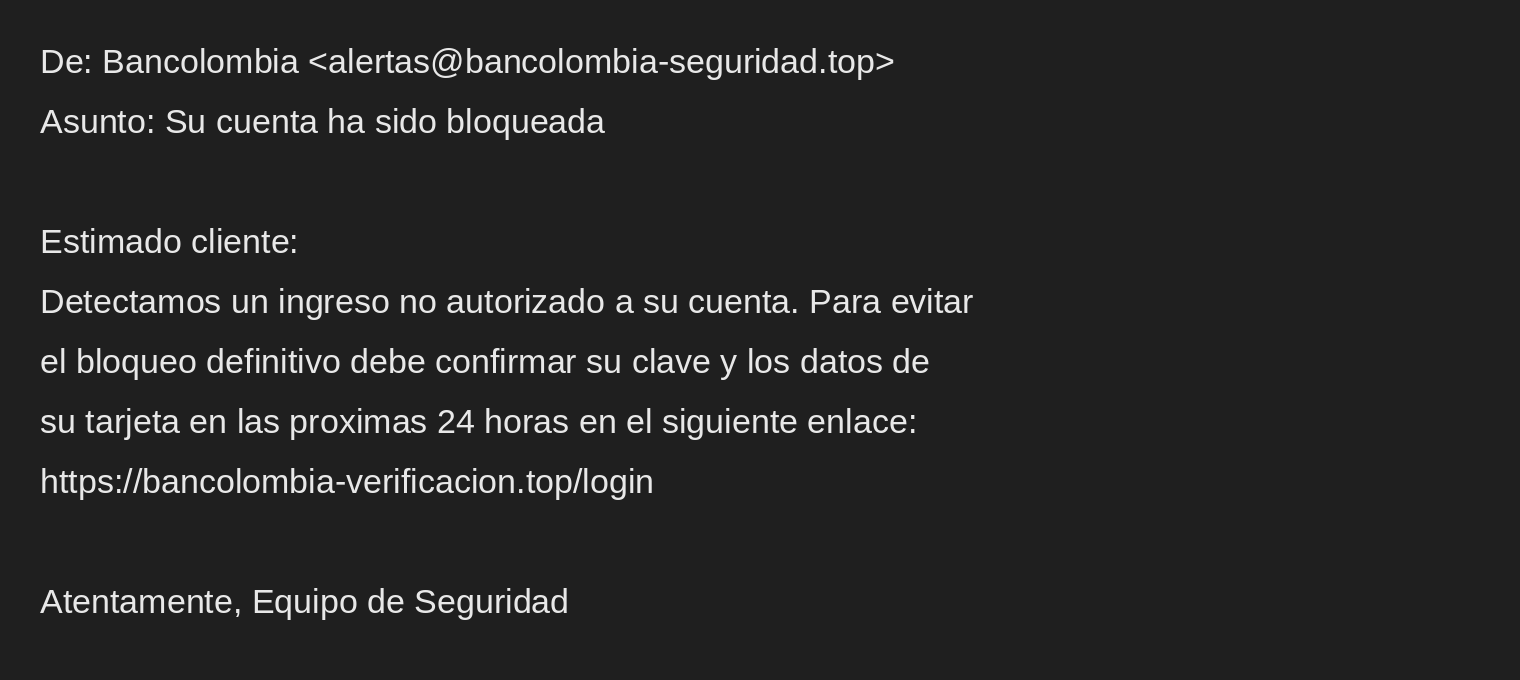 De: Bancolombia <alertas@bancolombia-seguridad.top>
Asunto: Su cuenta ha sido bloqueada
Estimado cliente:
Detectamos un ingreso no autorizado a su cuenta. Para evitar
el bloqueo definitivo debe confirmar su clave y los datos de
su tarjeta en las proximas 24 horas en el siguiente enlace:
https://bancolombia-verificacion.top/login
Atentamente, Equipo de Seguridad